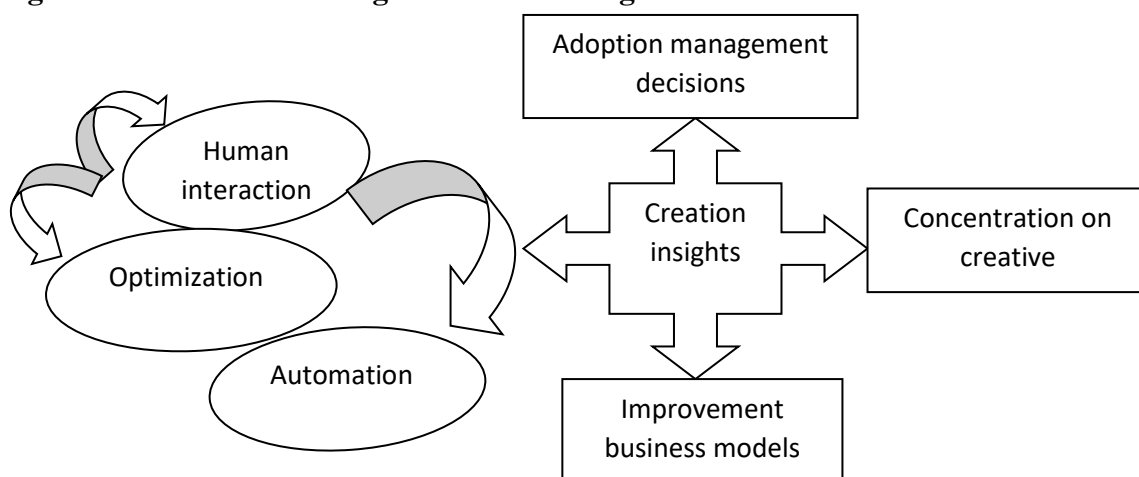 Adoption management
decisions
Human
interaction
Creation
insights
Concentration on
creative
Optimization
Automation
Improvement
business models